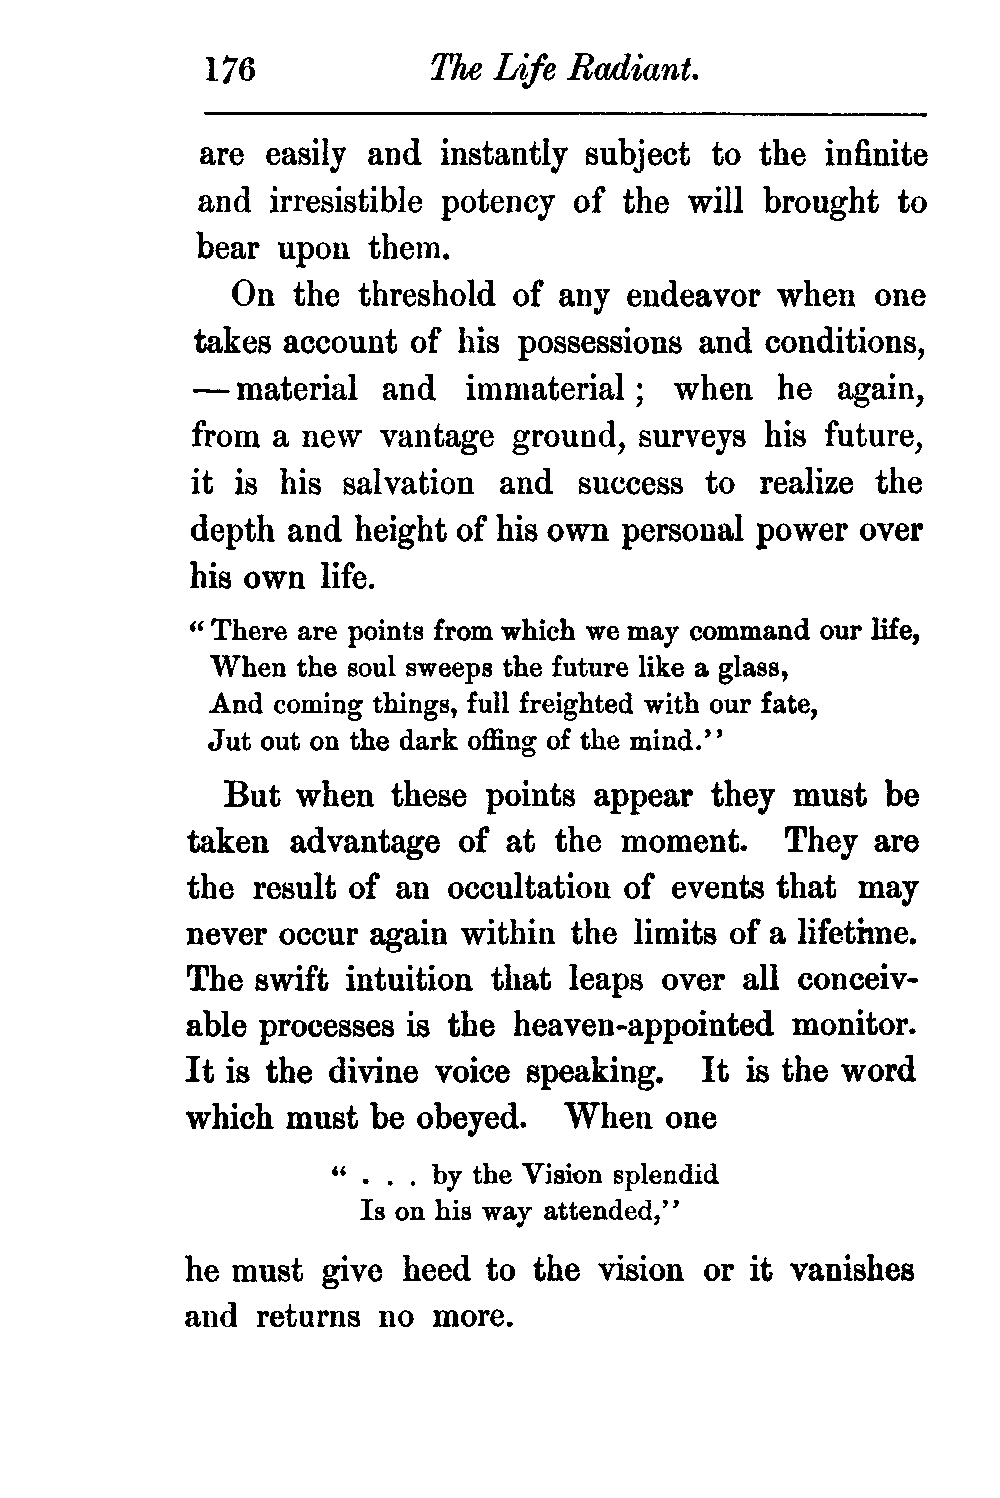 176 The Life Radiant.
are easily and instantly subject to the infinite
and irresistible potency of the will brought to
bear upon them.
On the threshold of any endeavor when one
takes account of his possessions and conditions,
— material and immaterial ; when he again,
from a new vantage ground, surveys his future,
it is his salvation and success to realize the
depth and height of his own personal power over
his own life.
“ There are points from which we may command our life,
When the soul sweeps the future like a glass,
And coming things, full freighted with our fate,
Jut out on the dark offing of the mind.’’
But when these points appear they must be
taken advantage of at the moment. They are
the result of an occultation of events that may
never occur again within the limits of a lifetime.
The swift intuition that leaps over all conceiv-
able processes is the heaven-appointed monitor.
It is the divine voice speaking. It is the word
which must be obeyed. When one
“ . . . by the Vision splendid
Is on his way attended,’’
he must give heed to the vision or it vanishes
and returns no more.